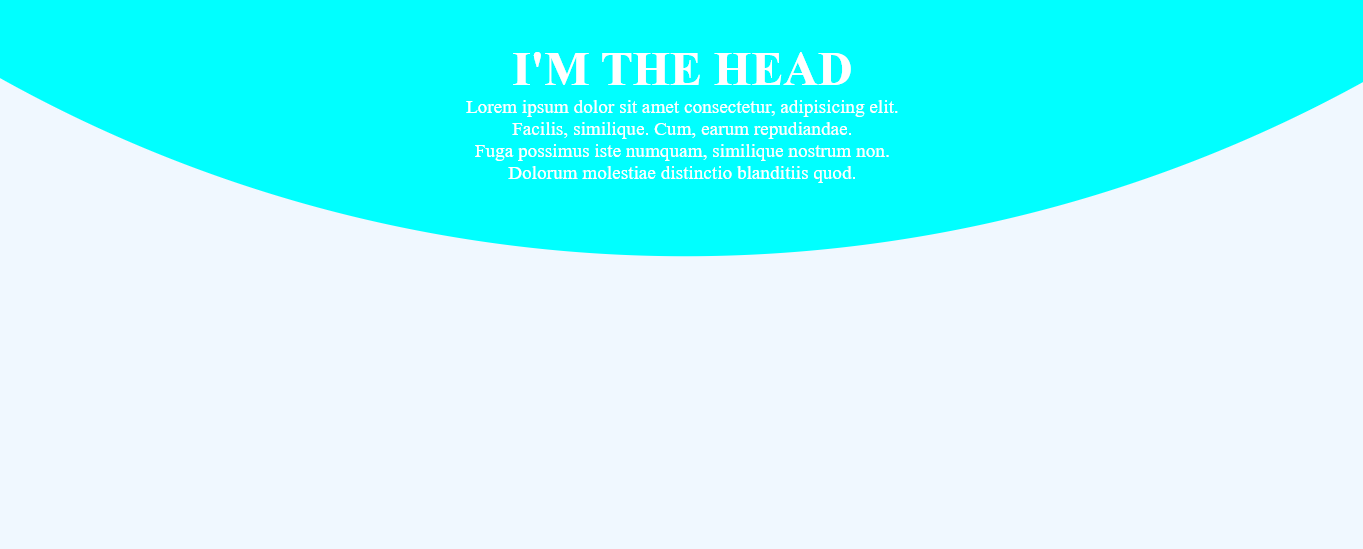 I'M THE HEAD
Lorem ipsum dolor sit amet consectetur, adipisicing elit.
Facilis, similique. Cum, earum repudiandae.
Fuga possimus iste numquam, similique nostrum non.
Dolorum molestiae distinctio blanditiis quod.